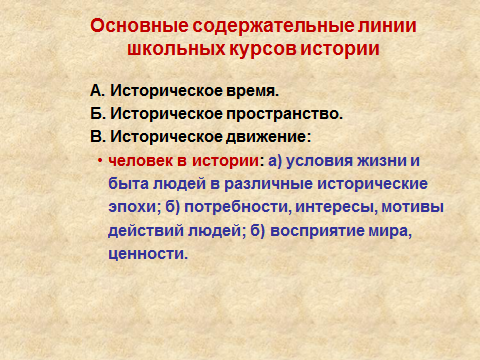 Основные содержательные линии
школьных курсов истории
А. Историческое время.
Б. Историческое пространство.
В. Историческое движение:
• человек в истории: а) условия жизни и
быта людей в различные исторические
эпохи; б) потребности, интересы, мотивы
действий людей; б) восприятие мира,
ценности.